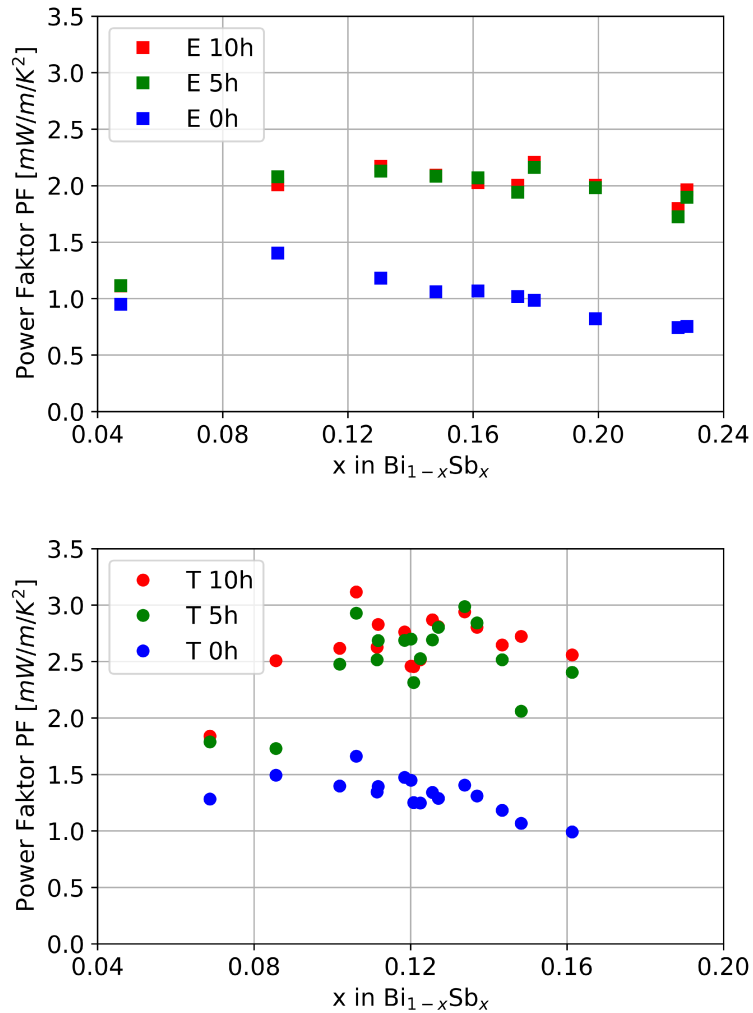 3.5
3.0
2.5
2.0
1.5
1.0
0.5
0.0
Power Faktor PF [mW/m/K²]
E 10h
E 5h
E 0h
0.04 0.08 0.12 0.16 0.20 0.24
x in Bi₁₋ₓSbₓ
3.5
3.0
2.5
2.0
1.5
1.0
0.5
0.0
Power Faktor PF [mW/m/K²]
T 10h
T 5h
T 0h
0.04 0.08 0.12 0.16 0.20
x in Bi₁₋ₓSbₓ